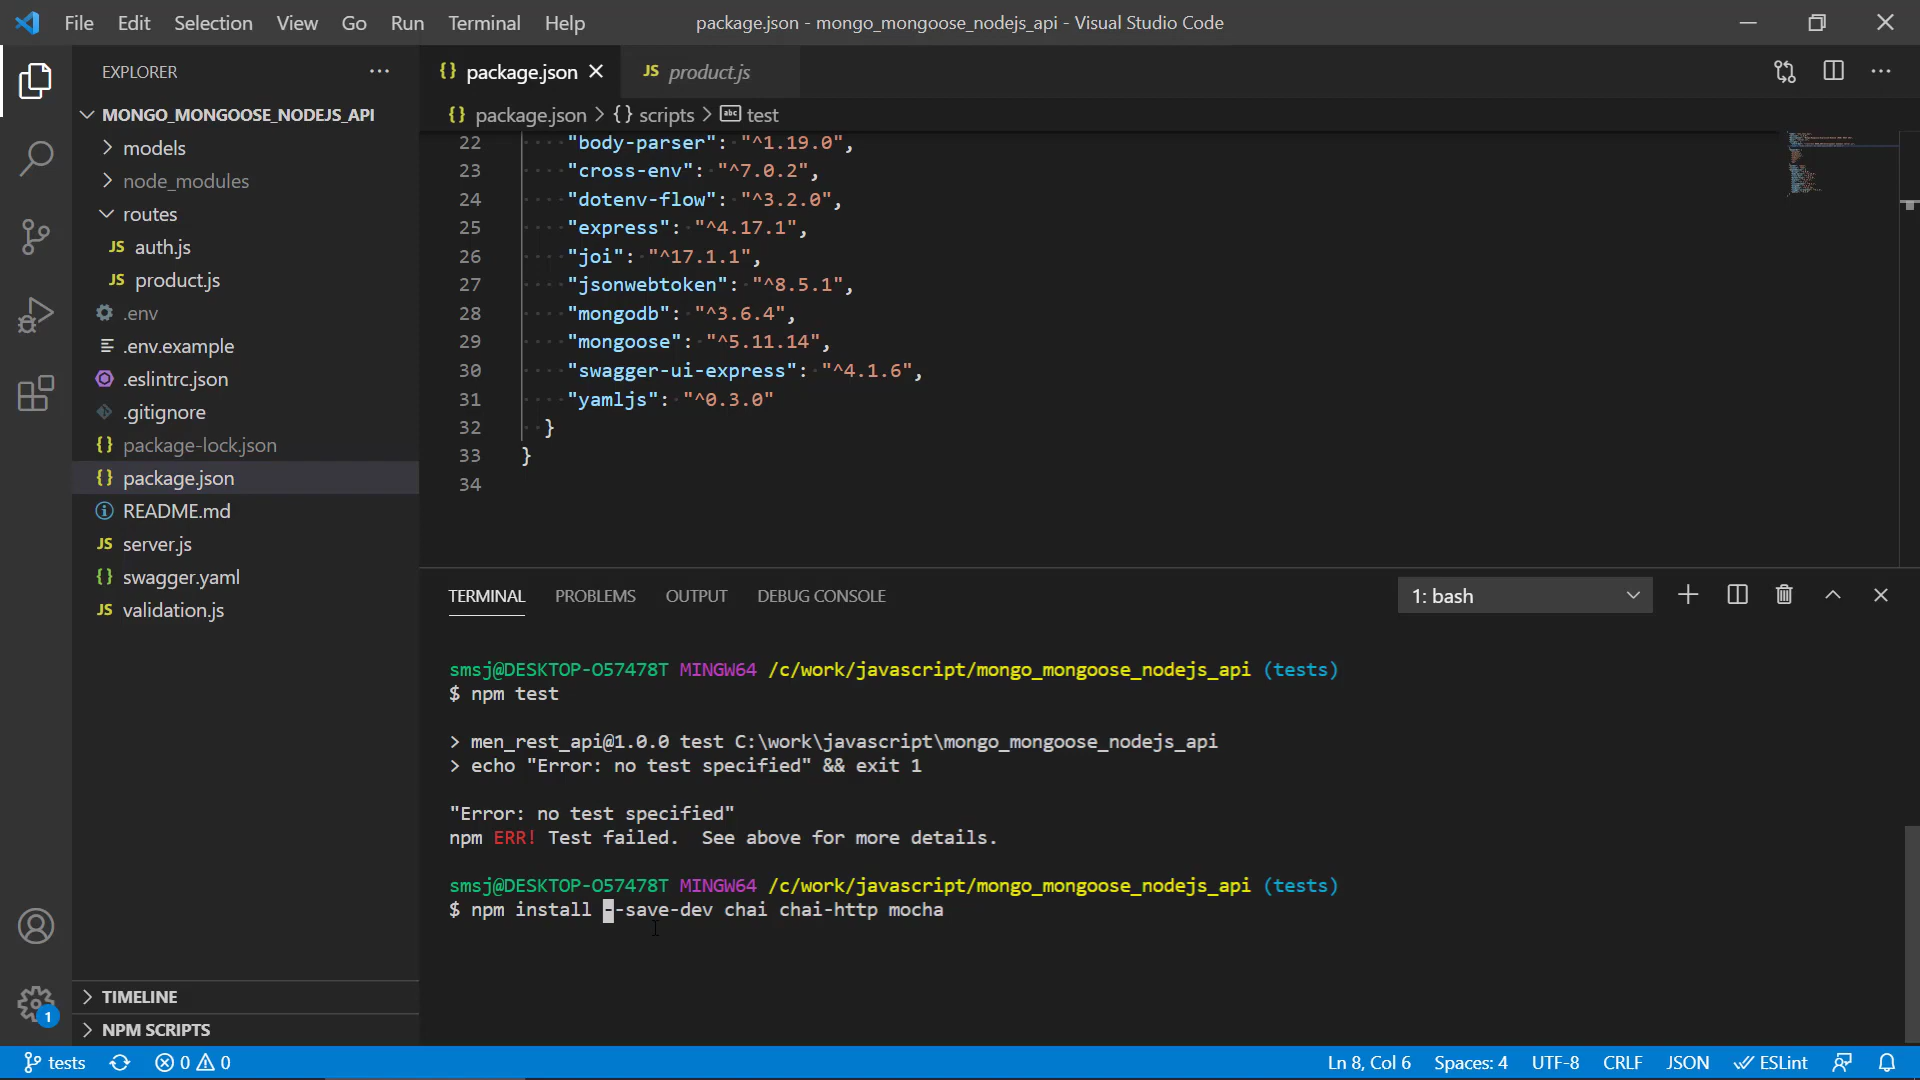 File Edit Selection View Go Run Terminal Help
package.json - mongo_mongoose_nodejs_api - Visual Studio Code
EXPLORER
MONGO_MONGOOSE_NODEJS_API
models
node_modules
routes
JS auth.js
JS product.js
.env
.env.example
.eslintrc.json
.gitignore
{} package-lock.json
{} package.json
README.md
JS server.js
{} swagger.yaml
JS validation.js
TIMELINE
NPM SCRIPTS
1
{} package.json
JS product.js
{} package.json > {} scripts > abc test
22 "body-parser": "^1.19.0",
23 "cross-env": "^7.0.2",
24 "dotenv-flow": "^3.2.0",
25 "express": "^4.17.1",
26 "joi": "^17.1.1",
27 "jsonwebtoken": "^8.5.1",
28 "mongodb": "^3.6.4",
29 "mongoose": "^5.11.14",
30 "swagger-ui-express": "^4.1.6",
31 "yamljs": "^0.3.0"
32 }
33 }
34
TERMINAL PROBLEMS OUTPUT DEBUG CONSOLE
1: bash
smsj@DESKTOP-O57478T MINGW64 /c/work/javascript/mongo_mongoose_nodejs_api (tests)
$ npm test
> men_rest_api@1.0.0 test C:\work\javascript\mongo_mongoose_nodejs_api
> echo "Error: no test specified" && exit 1
"Error: no test specified"
npm ERR! Test failed.  See above for more details.
smsj@DESKTOP-O57478T MINGW64 /c/work/javascript/mongo_mongoose_nodejs_api (tests)
$ npm install --save-dev chai chai-http mocha
tests 0 0
Ln 8, Col 6 Spaces: 4 UTF-8 CRLF JSON ESLint